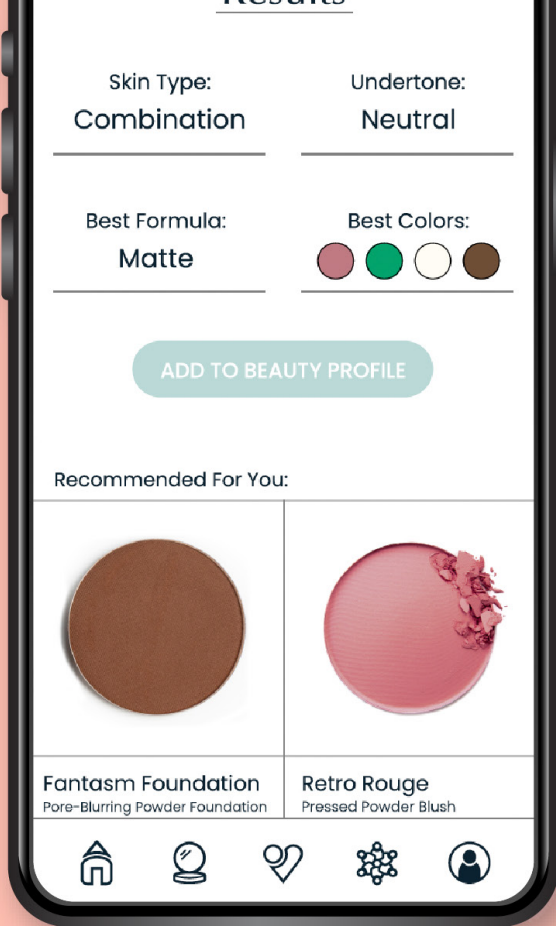 Results
Skin Type:
Combination
Undertone:
Neutral
Best Formula:
Matte
Best Colors:
ADD TO BEAUTY PROFILE
Recommended For You:
Fantasm Foundation
Pore-Blurring Powder Foundation
Retro Rouge
Pressed Powder Blush